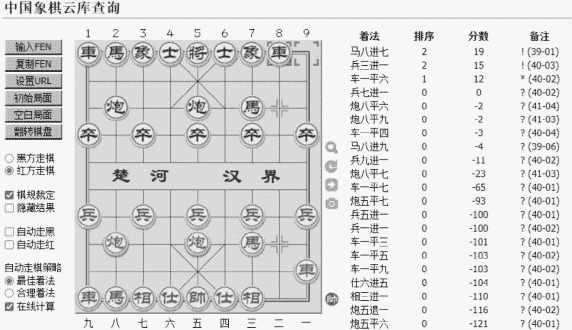 中国象棋云库查询
输入FEN
复制FEN
设置URL
初始局面
空白局面
翻转棋盘
黑方走棋
红方走棋
棋规裁定
隐藏结果
自动走黑
自动走红
自动走棋策略
最佳着法
合理着法
在线计算
1 2 3 4 5 6 7 8 9
車 馬 象 士 将 士 象 車
炮 炮 馬
卒 卒 卒 卒 卒
楚 河 汉 界
兵 兵 兵 兵 兵
炮 炮 馬
車
車 馬 相 仕 帥 仕 相
九 八 七 六 五 四 三 二 一
着法 排序 分数 备注
马八进七 2 19 ! (39-01)
兵三进一 2 15 ! (39-03)
车一平六 1 12 * (40-02)
兵七进一 0 0 ? (40-02)
炮八平六 0 -2 ? (41-04)
炮八平九 0 -2 ? (41-03)
车一平四 0 -3 ? (40-04)
马八进九 0 -4 ? (39-06)
兵九进一 0 -11 ? (40-02)
炮八平七 0 -23 ? (41-03)
车一平七 0 -65 ? (40-01)
炮五平七 0 -93 ? (40-01)
兵五进一 0 -100 ? (40-01)
兵一进一 0 -100 ? (40-02)
车一平三 0 -101 ? (40-01)
车一平五 0 -103 ? (40-02)
车一平九 0 -103 ? (40-02)
仕六进五 0 -104 ? (40-02)
相三进一 0 -110 ? (40-01)
炮五退一 0 -116 ? (40-02)
炮五平六 0 -121 ? (40-01)